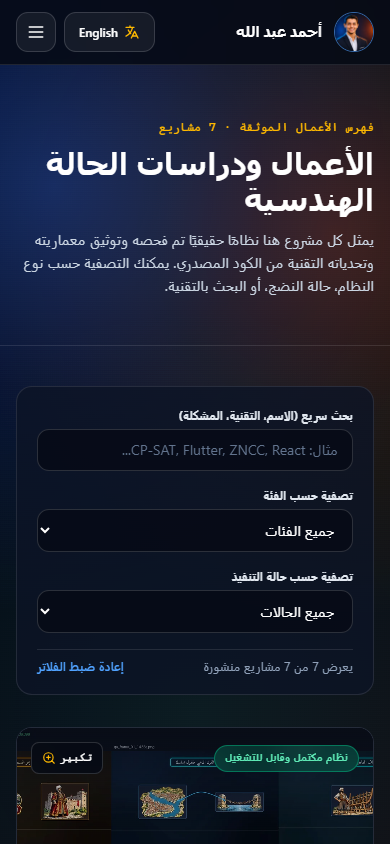 أحمد عبد الله
English
فهرس الأعمال الموثقة · 7 مشاريع
الأعمال ودراسات الحالة
الهندسية
يمثل كل مشروع هنا نظامًا حقيقيًا تم فحصه وتوثيق معماريته
وتحدياته التقنية من الكود المصدري. يمكنك التصفية حسب نوع
النظام، حالة النضج، أو البحث بالتقنية.
بحث سريع (الاسم، التقنية، المشكلة)
مثال: CP-SAT, Flutter, ZNCC, React...
تصفية حسب الفئة
جميع الفئات
تصفية حسب حالة التنفيذ
جميع الحالات
يعرض 7 من 7 مشاريع منشورة
إعادة ضبط الفلاتر
نظام مكتمل وقابل للتشغيل
تكبير